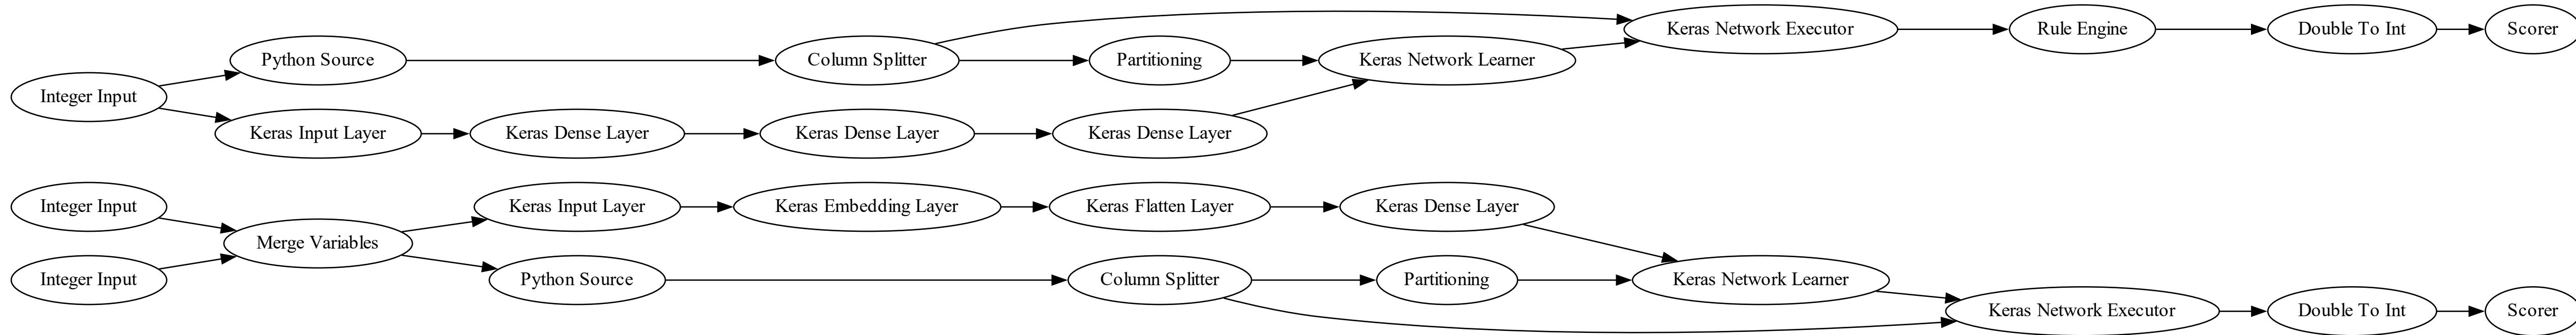 Integer Input
Python Source
Column Splitter
Partitioning
Keras Network Learner
Keras Network Executor
Rule Engine
Double To Int
Scorer
Keras Input Layer
Keras Dense Layer
Keras Dense Layer
Keras Dense Layer
Integer Input
Integer Input
Merge Variables
Keras Input Layer
Keras Embedding Layer
Keras Flatten Layer
Keras Dense Layer
Python Source
Column Splitter
Partitioning
Keras Network Learner
Keras Network Executor
Double To Int
Scorer